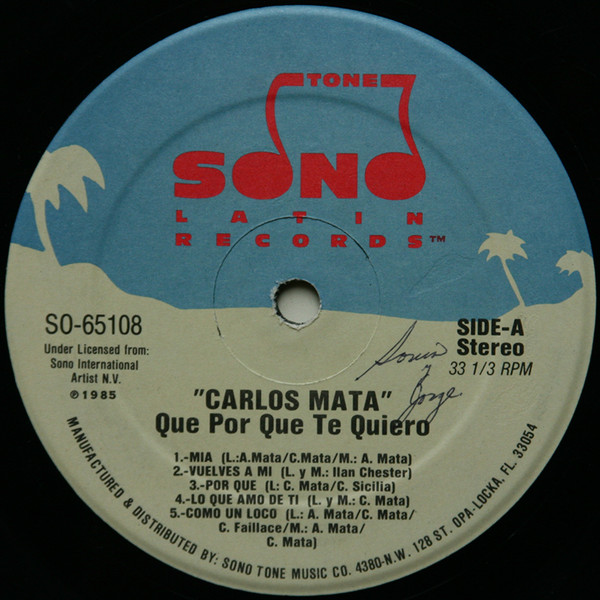 TONE
SONO
LATIN
RECORDS™
SO-65108
Under Licensed from:
Sono International
Artist N.V.
℗1985
SIDE-A
Stereo
33 1/3 RPM
Sonia
y
Jorge
"CARLOS MATA"
Que Por Que Te Quiero
1.-MIA (L.:A.Mata/C.Mata/M.: A. Mata)
2.-VUELVES A MI (L. y M.: Ilan Chester)
3.-POR QUE (L.: C. Mata/C. Sicilia)
4.-LO QUE AMO DE TI (L. y M.: C. Mata)
5.-COMO UN LOCO (L.: A. Mata/C. Mata/
C. Faillace/M.: A. Mata/
C. Mata)
MANUFACTURED & DISTRIBUTED BY: SONO TONE MUSIC CO. 4380-N.W. 128 ST. OPA-LOCKA, FL. 33054